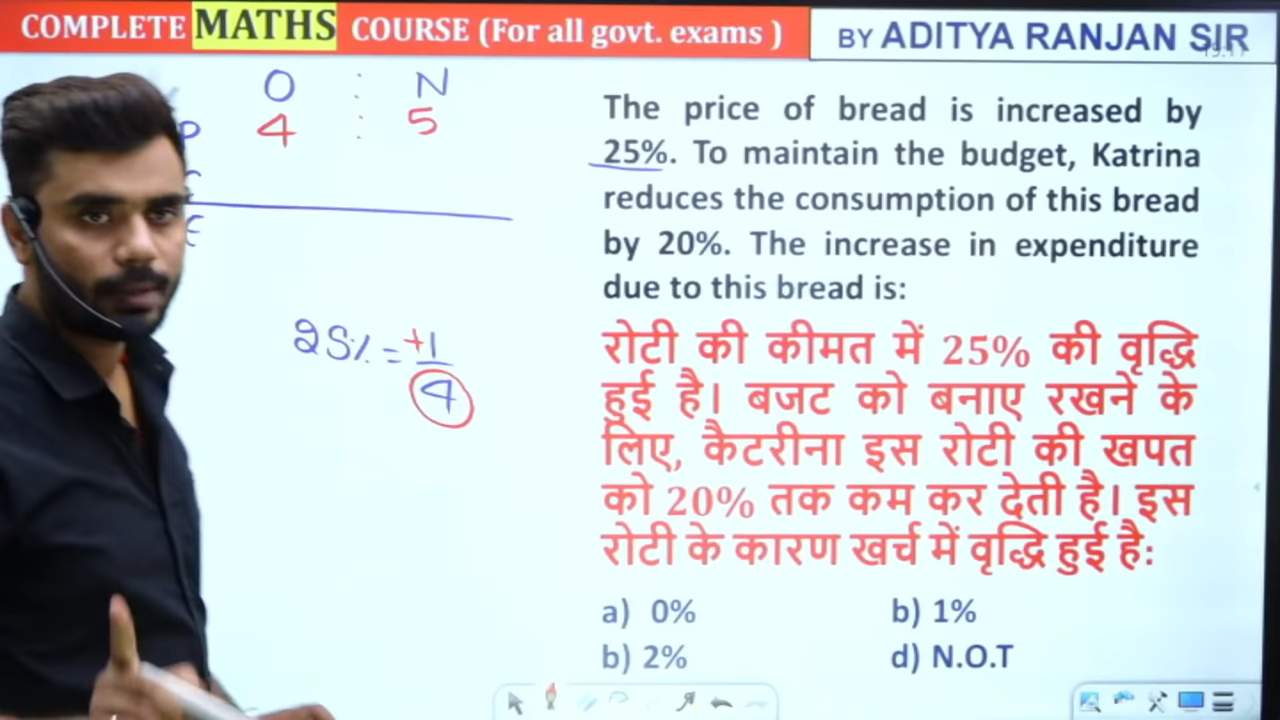 COMPLETE MATHS COURSE (For all govt. exams )
BY ADITYA RANJAN SIR
O : N
P 4 : 5
E
25% = +1/4
The price of bread is increased by
25%. To maintain the budget, Katrina
reduces the consumption of this bread
by 20%. The increase in expenditure
due to this bread is:
रोटी की कीमत में 25% की वृद्धि
हुई है। बजट को बनाए रखने के
लिए, कैटरीना इस रोटी की खपत
को 20% तक कम कर देती है। इस
रोटी के कारण खर्च में वृद्धि हुई है:
a) 0% b) 1%
b) 2% d) N.O.T